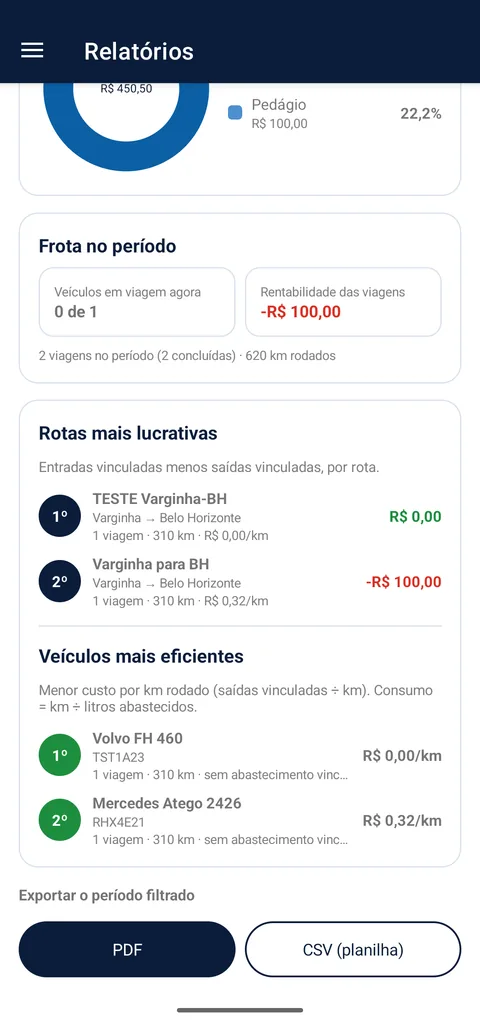 Relatórios
R$ 450,50
Pedágio
R$ 100,00
22,2%
Frota no período
Veículos em viagem agora
0 de 1
Rentabilidade das viagens
-R$ 100,00
2 viagens no período (2 concluídas) · 620 km rodados
Rotas mais lucrativas
Entradas vinculadas menos saídas vinculadas, por rota.
1º
TESTE Varginha-BH
Varginha → Belo Horizonte
1 viagem · 310 km · R$ 0,00/km
R$ 0,00
2º
Varginha para BH
Varginha → Belo Horizonte
1 viagem · 310 km · R$ 0,32/km
-R$ 100,00
Veículos mais eficientes
Menor custo por km rodado (saídas vinculadas ÷ km). Consumo
= km ÷ litros abastecidos.
1º
Volvo FH 460
TST1A23
1 viagem · 310 km · sem abastecimento vinc...
R$ 0,00/km
2º
Mercedes Atego 2426
RHX4E21
1 viagem · 310 km · sem abastecimento vinc...
R$ 0,32/km
Exportar o período filtrado
PDF
CSV (planilha)